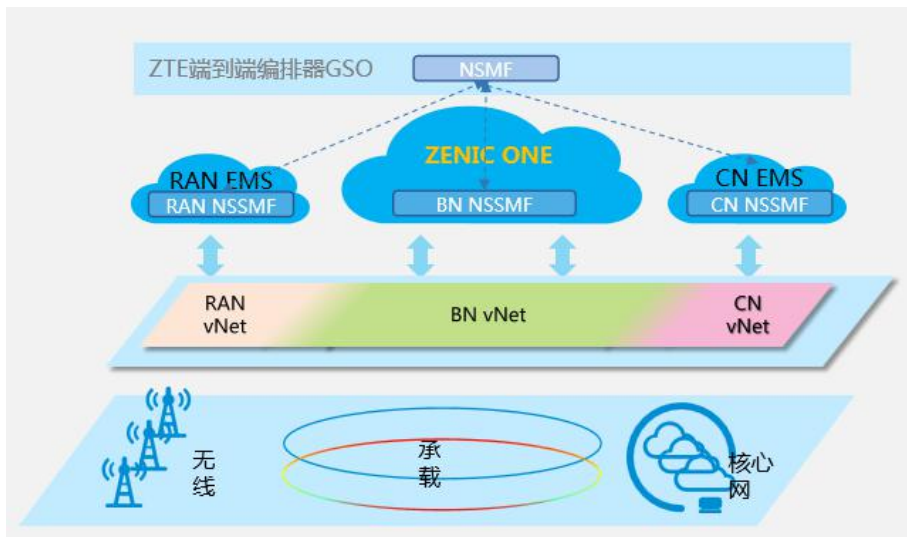 ZTE端到端编排器GSO
NSMF
ZENIC ONE
RAN EMS
CN EMS
RAN NSSMF
BN NSSMF
CN NSSMF
RAN
vNet
BN vNet
CN
vNet
无
线
承
载
核心
网